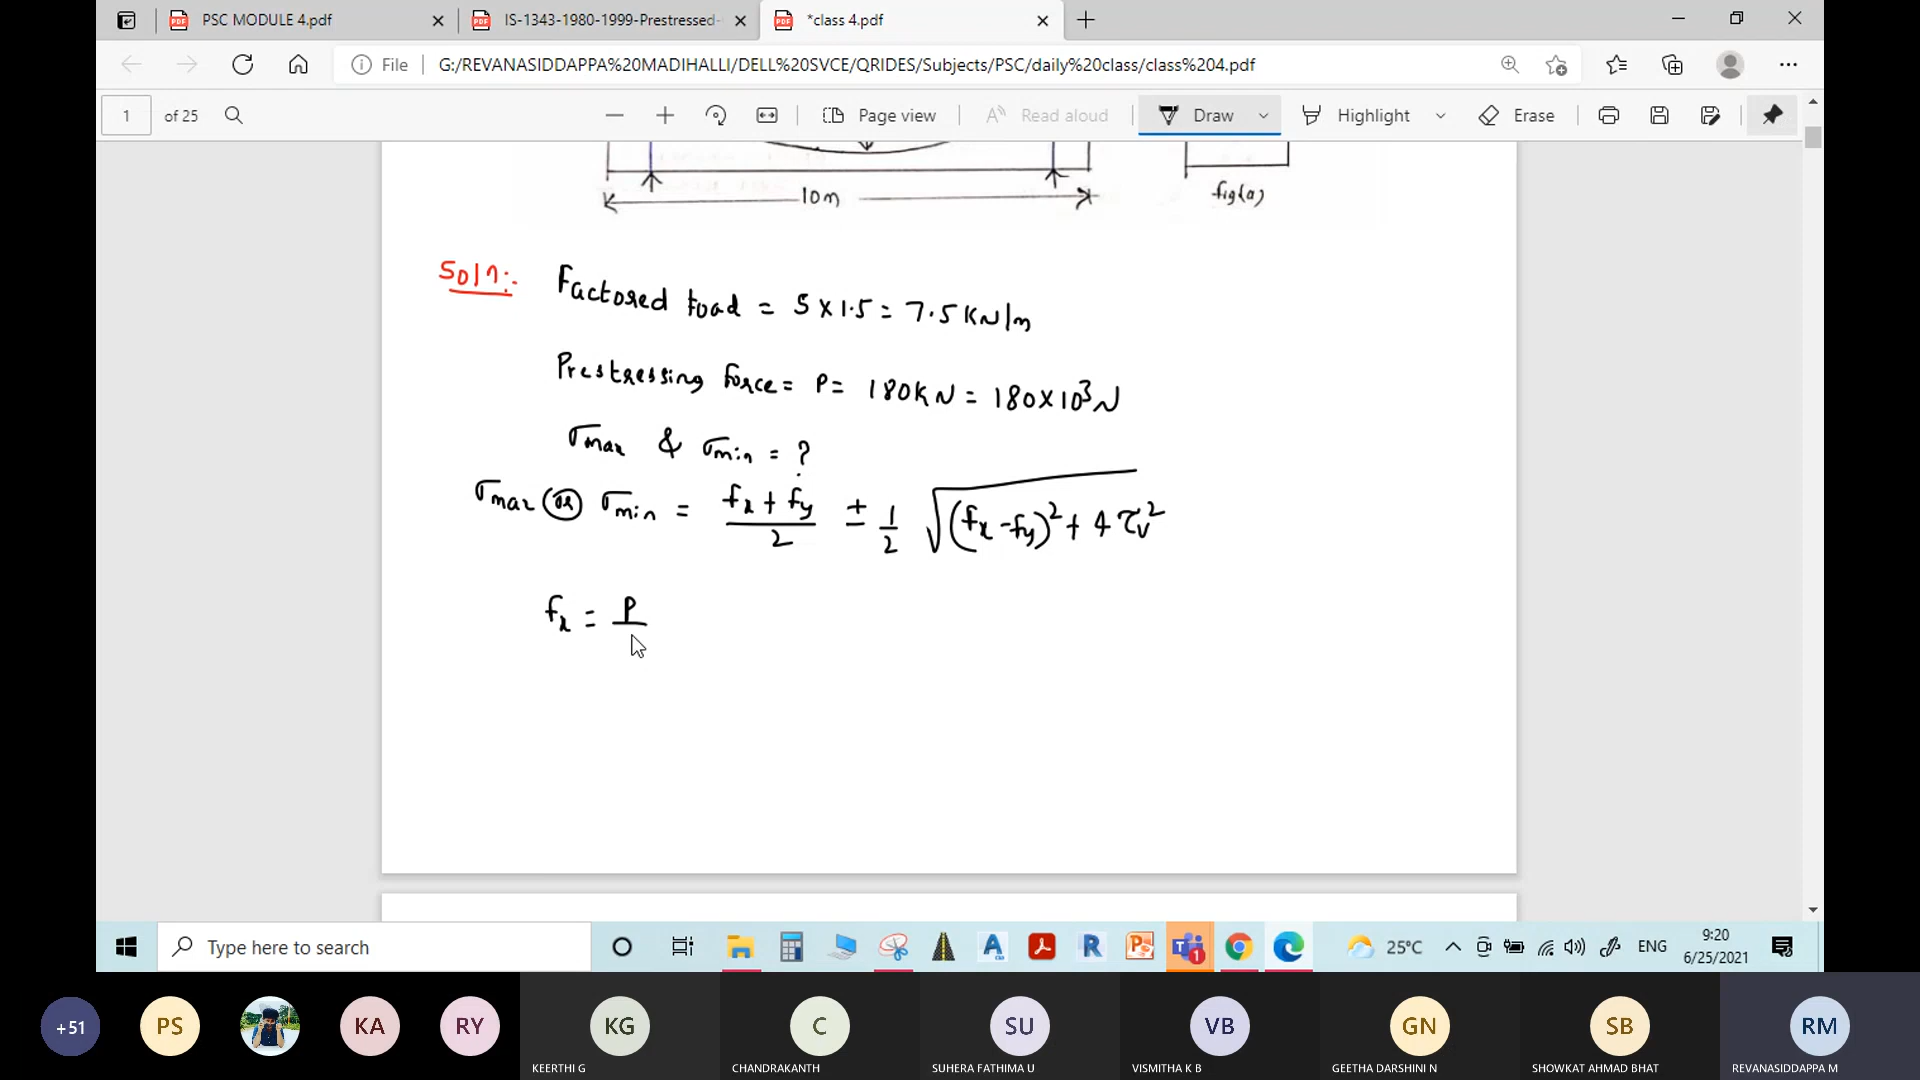 PSC MODULE 4.pdf
IS-1343-1980-1999-Prestressed-
*class 4.pdf
File
G:/REVANASIDDAPPA%20MADIHALLI/DELL%20SVCE/QRIDES/Subjects/PSC/daily%20class/class%204.pdf
1 of 25
Page view
Read aloud
Draw
Highlight
Erase
10m
fig(a)
Soln:-
Factored load = 5 X 1.5 = 7.5 KN/m
Prestressing force = P = 180KN = 180X10³N
σmax & σmin = ?
σmax (or) σmin = fx + fy / 2 ± 1/2 √(fx - fy)² + 4 τv²
fx = P
Type here to search
25°C
ENG
9:20
6/25/2021
+51
PS
KA
RY
KG
C
SU
VB
GN
SB
RM
KEERTHI G
CHANDRAKANTH
SUHERA FATHIMA U
VISMITHA K B
GEETHA DARSHINI N
SHOWKAT AHMAD BHAT
REVANASIDDAPPA M